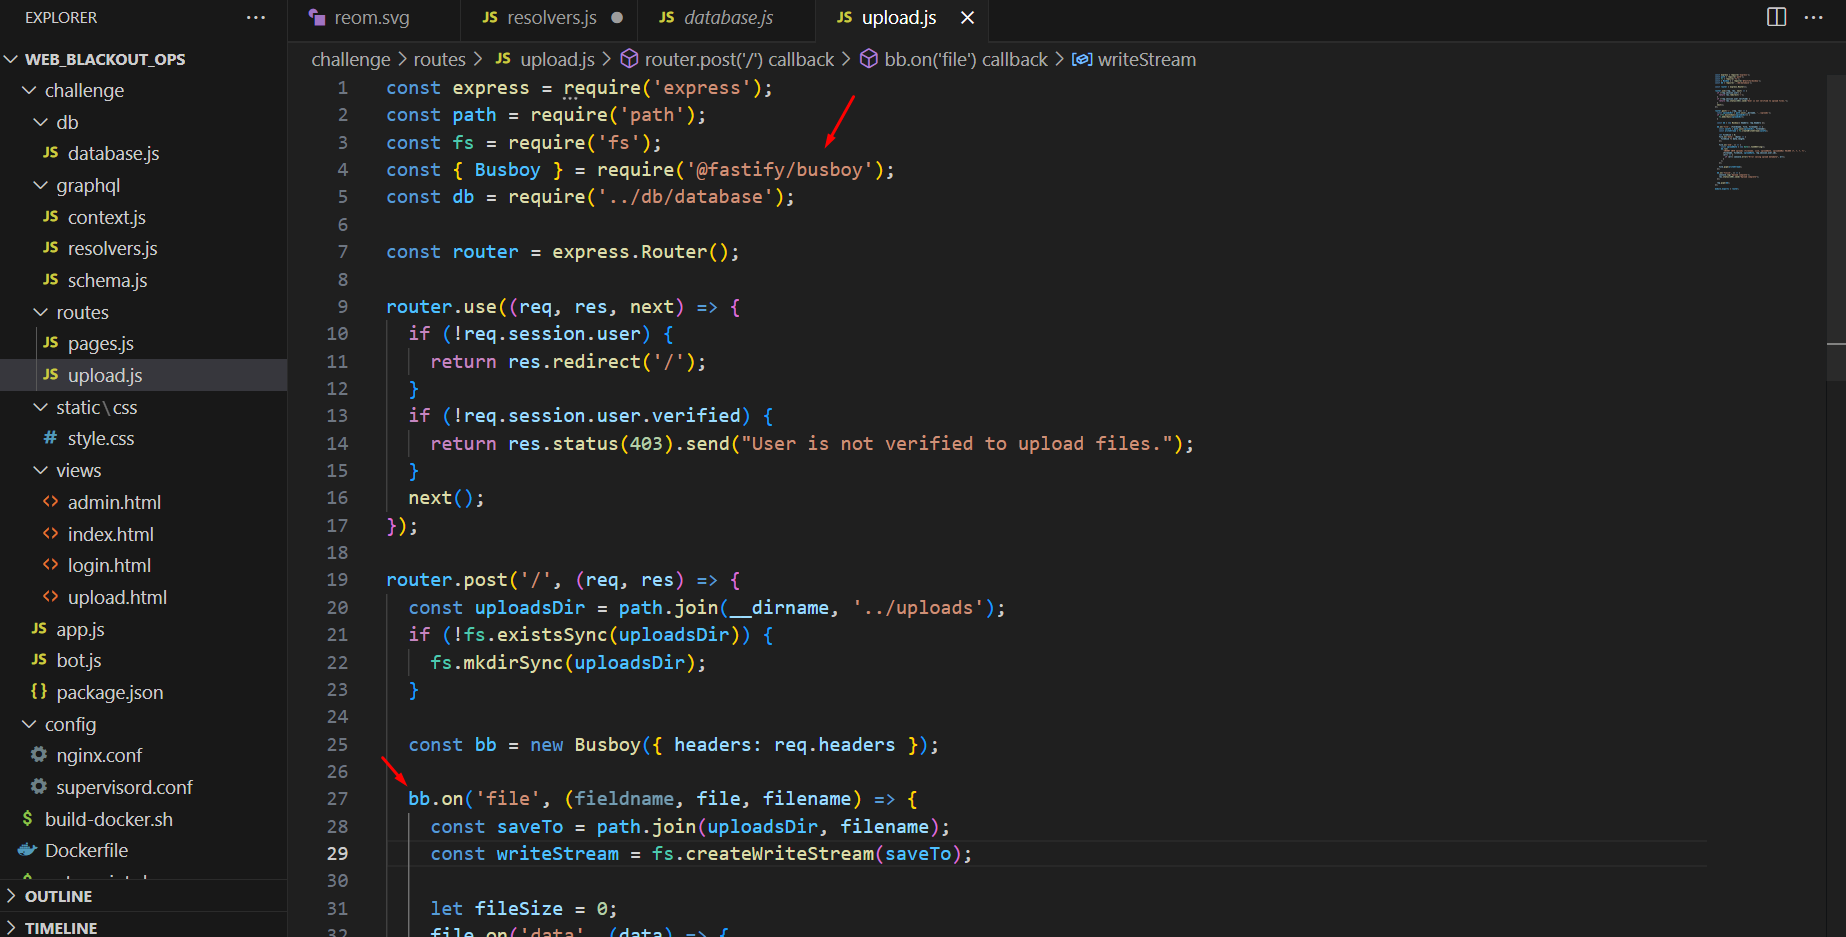 EXPLORER
WEB_BLACKOUT_OPS
challenge
db
JS database.js
graphql
JS context.js
JS resolvers.js
JS schema.js
routes
JS pages.js
JS upload.js
static\css
# style.css
views
<> admin.html
<> index.html
<> login.html
<> upload.html
JS app.js
JS bot.js
{} package.json
config
nginx.conf
supervisord.conf
$ build-docker.sh
Dockerfile
OUTLINE
TIMELINE
reom.svg
JS resolvers.js
JS database.js
JS upload.js
challenge > routes > JS upload.js > router.post('/') callback > bb.on('file') callback > writeStream
1 const express = require('express');
2 const path = require('path');
3 const fs = require('fs');
4 const { Busboy } = require('@fastify/busboy');
5 const db = require('../db/database');
6
7 const router = express.Router();
8
9 router.use((req, res, next) => {
10 if (!req.session.user) {
11 return res.redirect('/');
12 }
13 if (!req.session.user.verified) {
14 return res.status(403).send("User is not verified to upload files.");
15 }
16 next();
17 });
18
19 router.post('/', (req, res) => {
20 const uploadsDir = path.join(__dirname, '../uploads');
21 if (!fs.existsSync(uploadsDir)) {
22 fs.mkdirSync(uploadsDir);
23 }
24
25 const bb = new Busboy({ headers: req.headers });
26
27 bb.on('file', (fieldname, file, filename) => {
28 const saveTo = path.join(uploadsDir, filename);
29 const writeStream = fs.createWriteStream(saveTo);
30
31 let fileSize = 0;
32 file.on('data', (data) => {